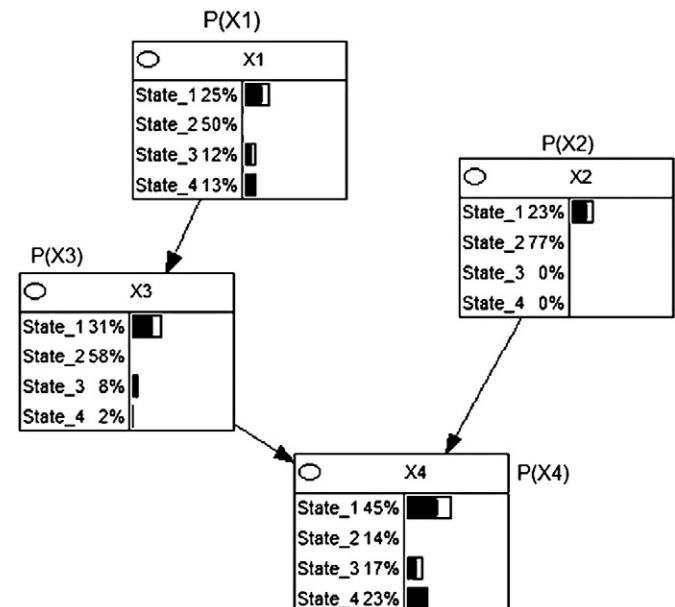 P(X1)
X1
State_1 25%
State_2 50%
State_3 12%
State_4 13%
P(X2)
X2
State_1 23%
State_2 77%
State_3 0%
State_4 0%
P(X3)
X3
State_1 31%
State_2 58%
State_3 8%
State_4 2%
X4
P(X4)
State_1 45%
State_2 14%
State_3 17%
State_4 23%